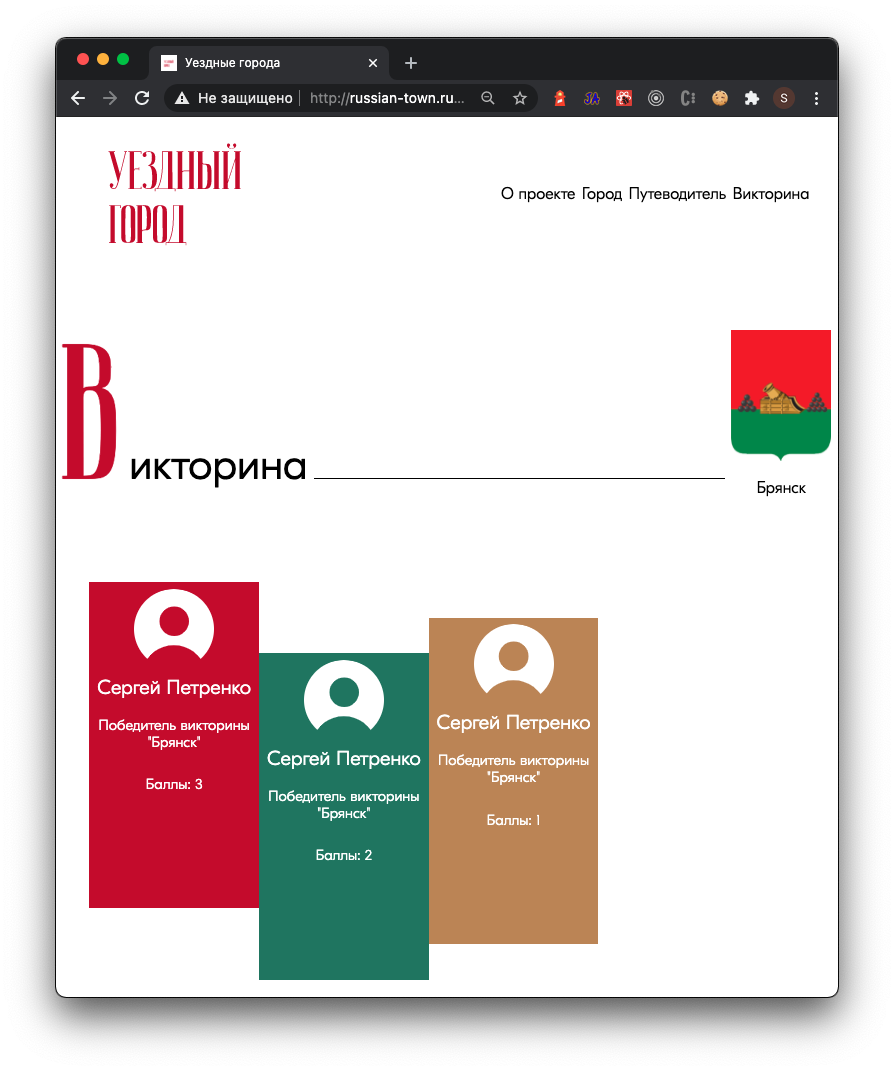 Уездные города
Не защищено
http://russian-town.ru...
S
УЕЗДНЫЙ
ГОРОД
О проекте Город Путеводитель Викторина
Викторина
Брянск
Сергей Петренко
Победитель викторины
"Брянск"
Баллы: 3
Сергей Петренко
Победитель викторины
"Брянск"
Баллы: 2
Сергей Петренко
Победитель викторины
"Брянск"
Баллы: 1